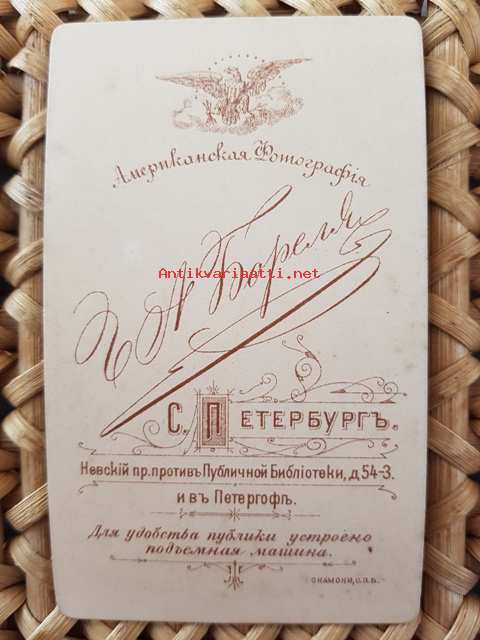 Американская Фотографія
А Бореля
Antikvariaatti.net
С. ПЕТЕРБУРГЪ.
Невскій пр. противъ Публичной Библіотеки, д 54-3.
и въ Петергофѣ.
Для удобства публики устроено
подъемная машина.